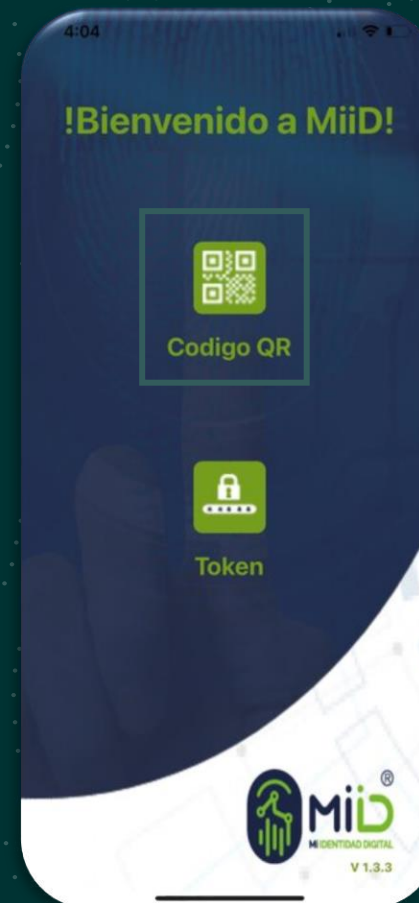 4:04
!Bienvenido a MiiD!
Codigo QR
Token
MiiD®
Mi IDENTIDAD DIGITAL
V 1.3.3